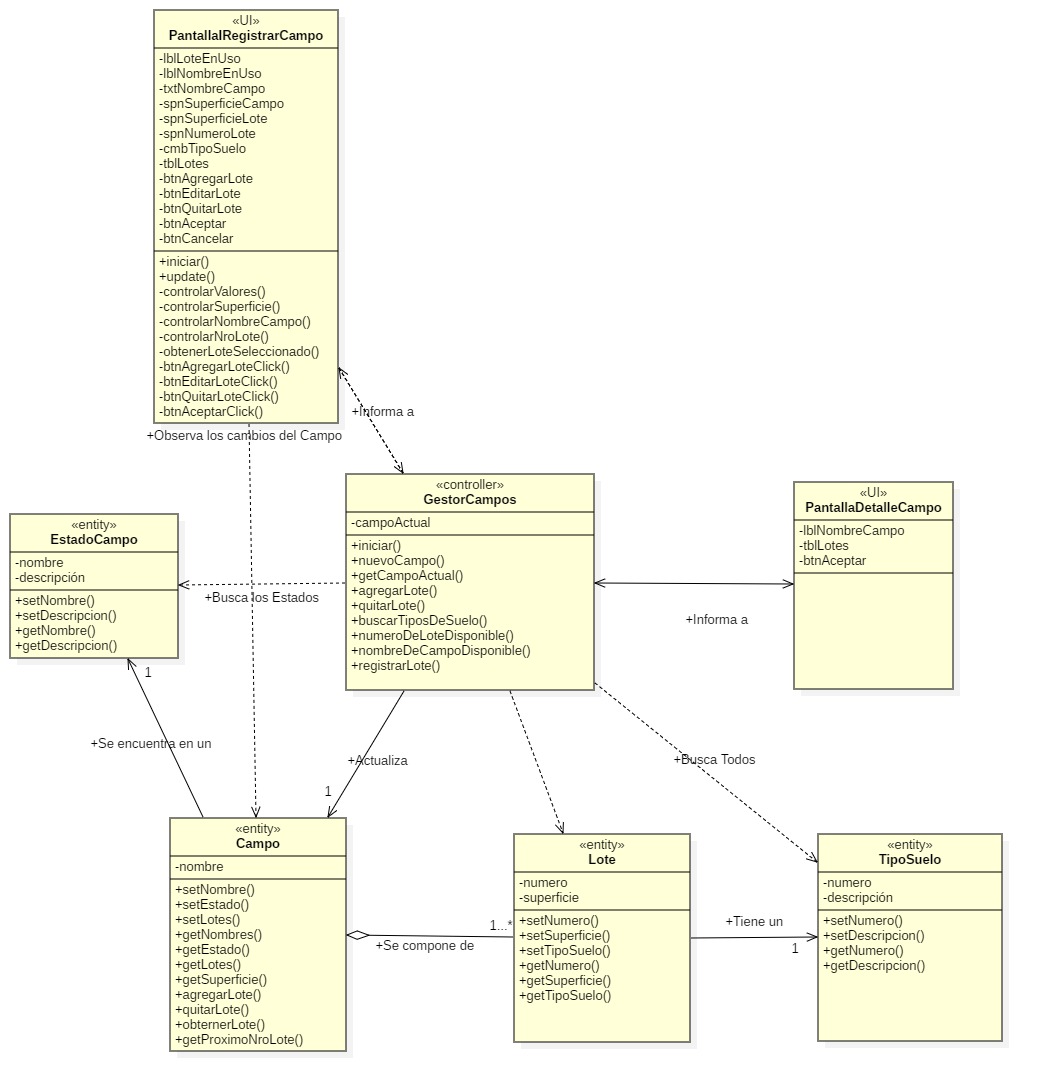 «UI»
PantallalRegistrarCampo
-lblLoteEnUso
-lblNombreEnUso
-txtNombreCampo
-spnSuperficieCampo
-spnSuperficieLote
-spnNumeroLote
-cmbTipoSuelo
-tblLotes
-btnAgregarLote
-btnEditarLote
-btnQuitarLote
-btnAceptar
-btnCancelar
+iniciar()
+update()
-controlarValores()
-controlarSuperficie()
-controlarNombreCampo()
-controlarNroLote()
-obtenerLoteSeleccionado()
-btnAgregarLoteClick()
-btnEditarLoteClick()
-btnQuitarLoteClick()
-btnAceptarClick()
+Informa a
+Observa los cambios del Campo
«controller»
GestorCampos
-campoActual
+iniciar()
+nuevoCampo()
+getCampoActual()
+agregarLote()
+quitarLote()
+buscarTiposDeSuelo()
+numeroDeLoteDisponible()
+nombreDeCampoDisponible()
+registrarLote()
«UI»
PantallaDetalleCampo
-lblNombreCampo
-tblLotes
-btnAceptar
+Informa a
«entity»
EstadoCampo
-nombre
-descripción
+setNombre()
+setDescripcion()
+getNombre()
+getDescripcion()
+Busca los Estados
1
+Se encuentra en un
+Actualiza
1
+Busca Todos
«entity»
Campo
-nombre
+setNombre()
+setEstado()
+setLotes()
+getNombres()
+getEstado()
+getLotes()
+getSuperficie()
+agregarLote()
+quitarLote()
+obternerLote()
+getProximoNroLote()
1...*
+Se compone de
«entity»
Lote
-numero
-superficie
+setNumero()
+setSuperficie()
+setTipoSuelo()
+getNumero()
+getSuperficie()
+getTipoSuelo()
+Tiene un
1
«entity»
TipoSuelo
-numero
-descripción
+setNumero()
+setDescripcion()
+getNumero()
+getDescripcion()